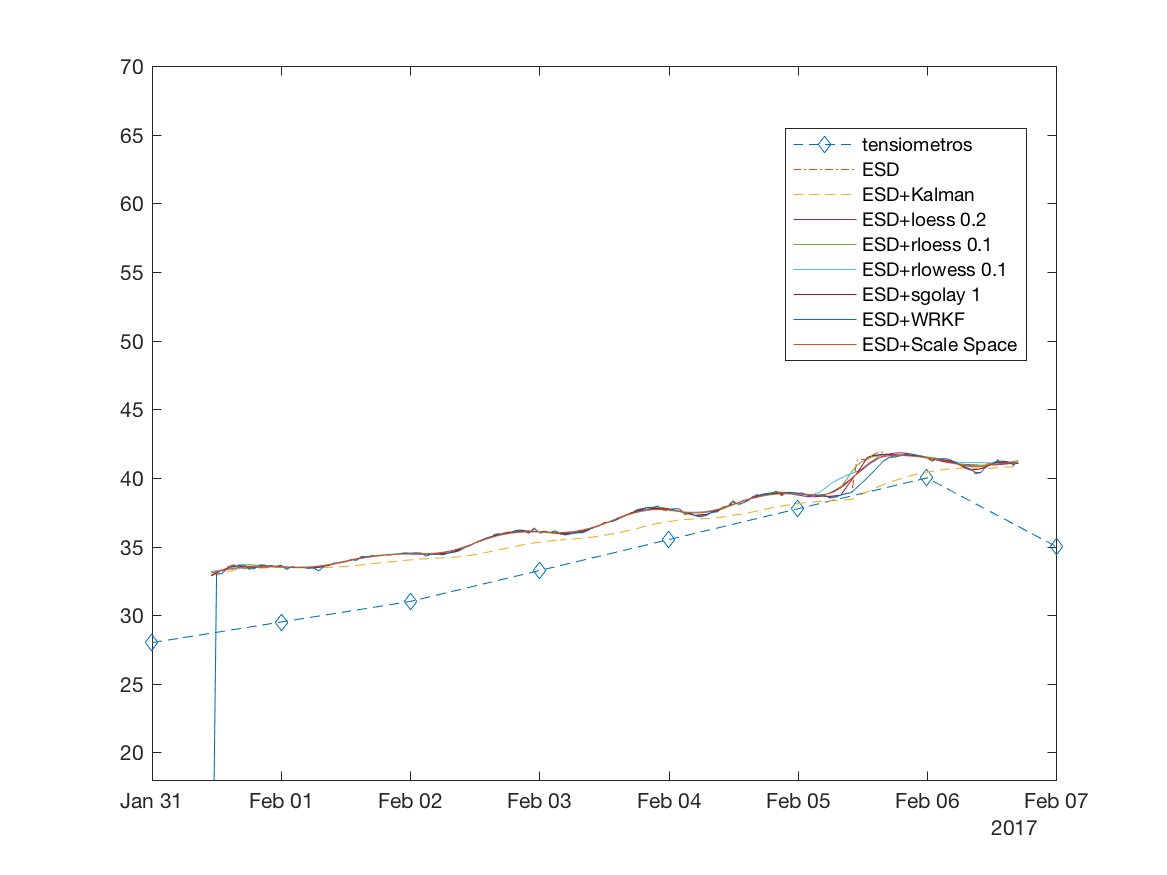 70
65
60
55
50
45
40
35
30
25
20
Jan 31 Feb 01 Feb 02 Feb 03 Feb 04 Feb 05 Feb 06 Feb 07
2017
tensiometros
ESD
ESD+Kalman
ESD+loess 0.2
ESD+rloess 0.1
ESD+rlowess 0.1
ESD+sgolay 1
ESD+WRKF
ESD+Scale Space